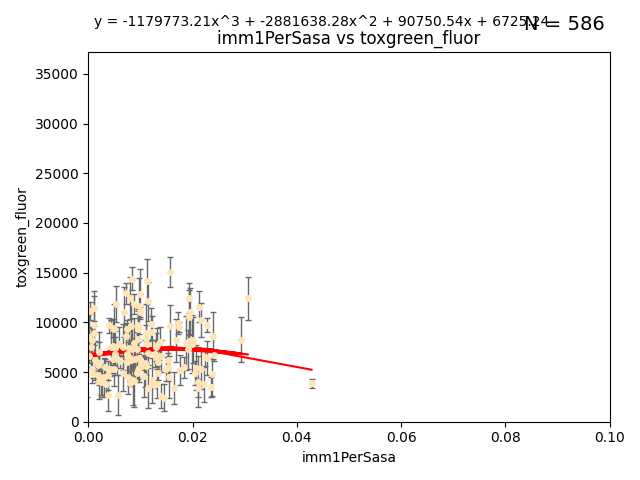 y = -1179773.21x^3 + -2881638.28x^2 + 90750.54x + 6725.24
N = 586
imm1PerSasa vs toxgreen_fluor
35000
30000
25000
20000
15000
10000
5000
0
toxgreen_fluor
0.00 0.02 0.04 0.06 0.08 0.10
imm1PerSasa